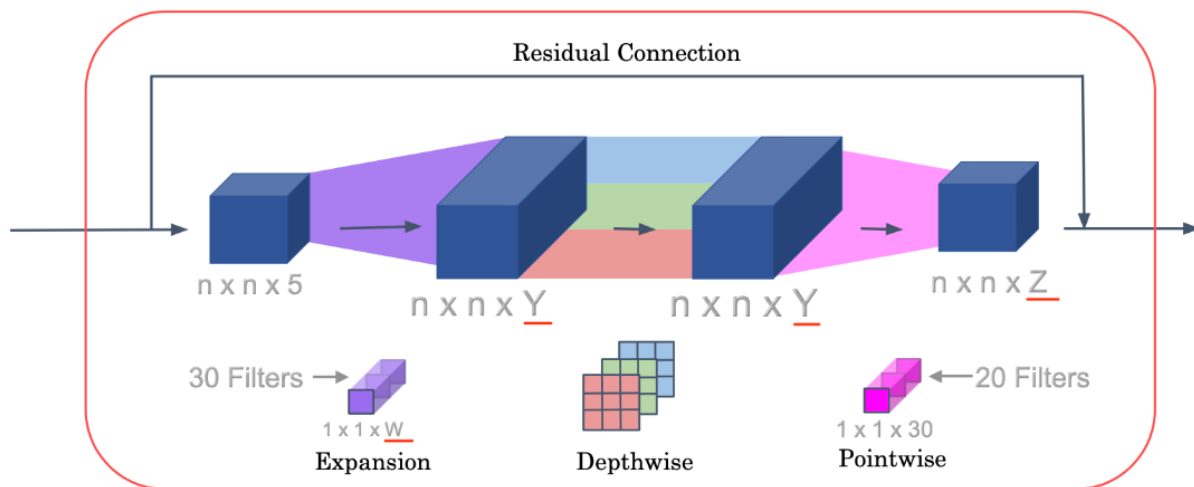 Residual Connection
n x n x 5
n x n x Y
n x n x Y
n x n x Z
30 Filters
20 Filters
1 x 1 x W
1 x 1 x 30
Expansion
Depthwise
Pointwise